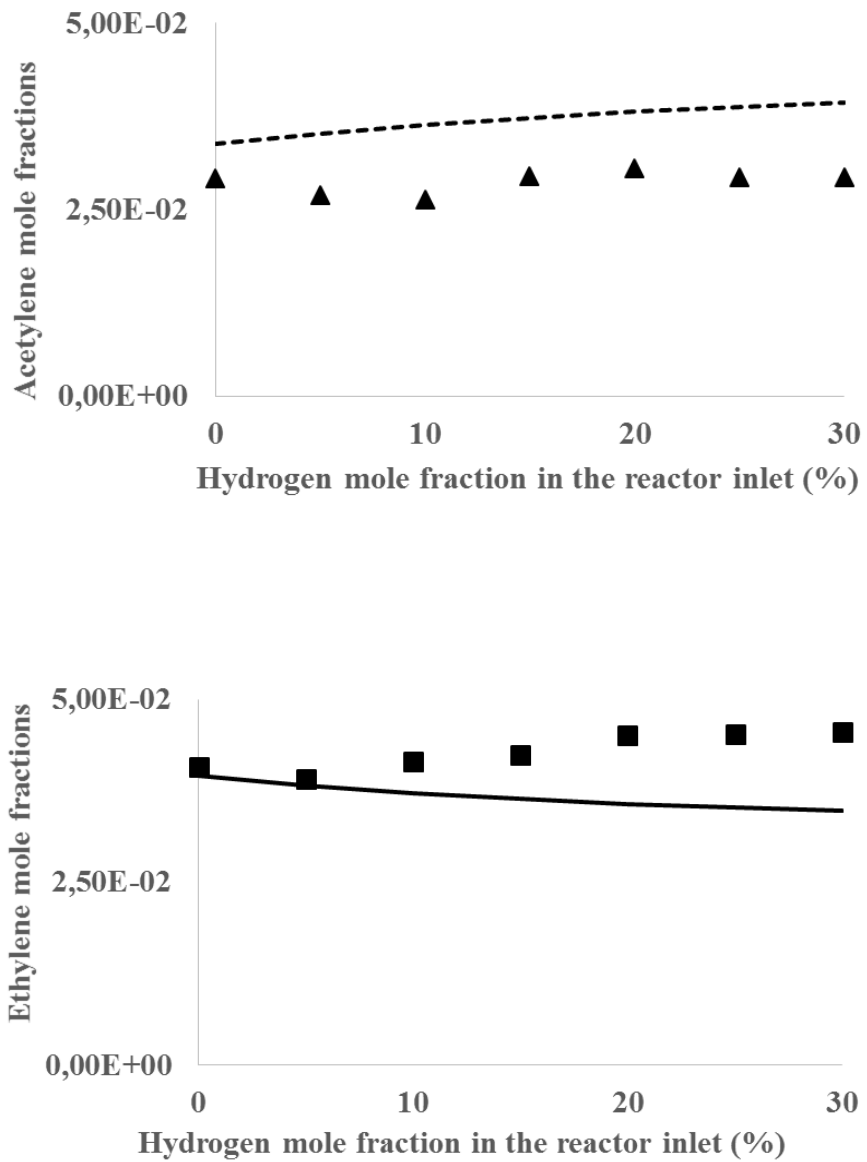 5,00E-02
Acetylene mole fractions
2,50E-02
0,00E+00
0 10 20 30
Hydrogen mole fraction in the reactor inlet (%)
5,00E-02
Ethylene mole fractions
2,50E-02
0,00E+00
0 10 20 30
Hydrogen mole fraction in the reactor inlet (%)